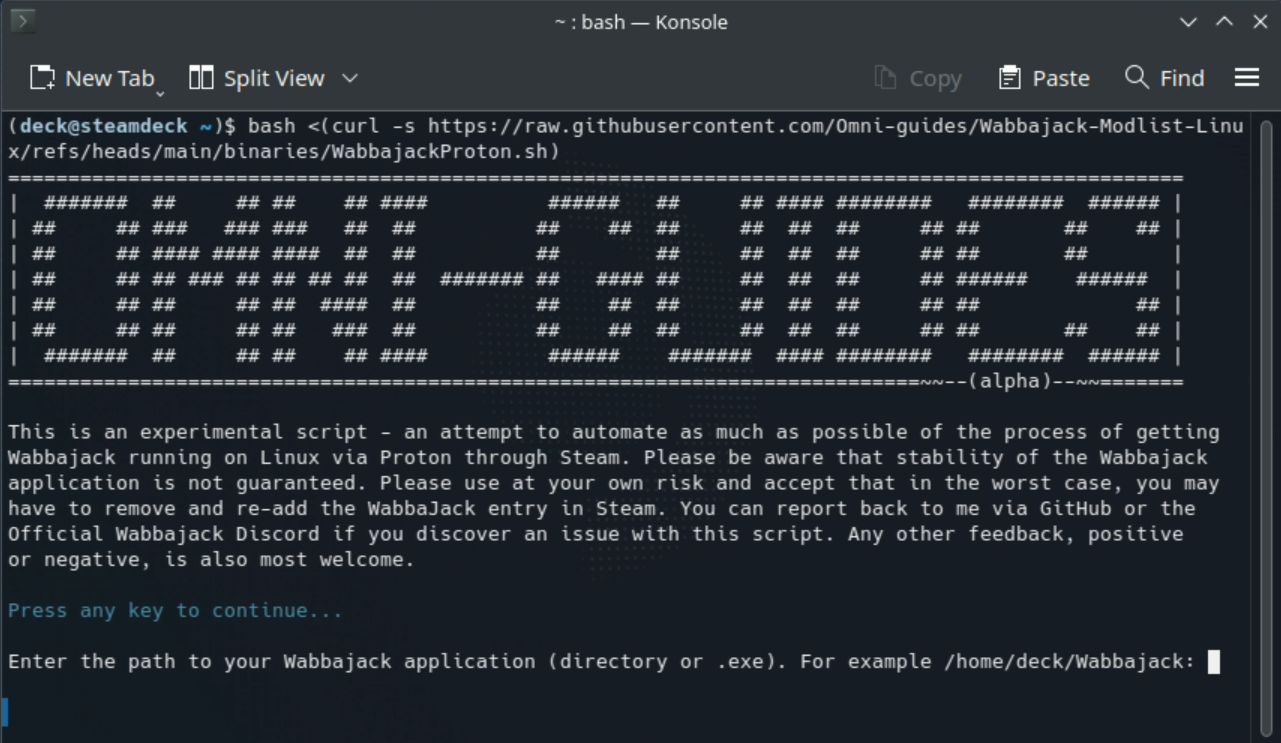 ~ : bash — Konsole
New Tab Split View Copy Paste Find
(deck@steamdeck ~)$ bash <(curl -s https://raw.githubusercontent.com/Omni-guides/Wabbajack-Modlist-Linu
x/refs/heads/main/binaries/WabbajackProton.sh)
OMNI-GUIDES
~~--(alpha)--~~
This is an experimental script - an attempt to automate as much as possible of the process of getting
Wabbajack running on Linux via Proton through Steam. Please be aware that stability of the Wabbajack
application is not guaranteed. Please use at your own risk and accept that in the worst case, you may
have to remove and re-add the WabbaJack entry in Steam. You can report back to me via GitHub or the
Official Wabbajack Discord if you discover an issue with this script. Any other feedback, positive
or negative, is also most welcome.
Press any key to continue...
Enter the path to your Wabbajack application (directory or .exe). For example /home/deck/Wabbajack: